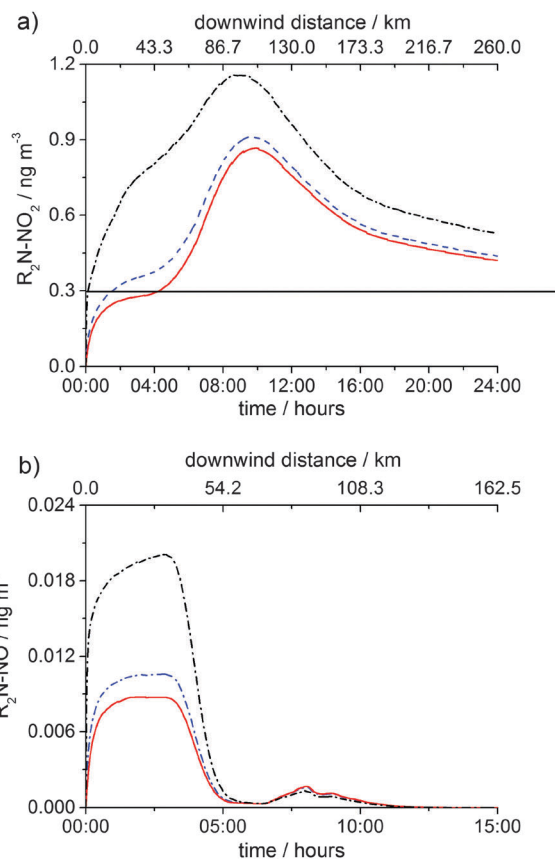 a)
downwind distance / km
0.0 43.3 86.7 130.0 173.3 216.7 260.0
1.2
0.9
0.6
0.3
0.0
R₂N-NO₂ / ng m⁻³
00:00 04:00 08:00 12:00 16:00 20:00 24:00
time / hours
b)
downwind distance / km
0.0 54.2 108.3 162.5
0.024
0.018
0.012
0.006
0.000
R₂N-NO / ng m
00:00 05:00 10:00 15:00
time / hours